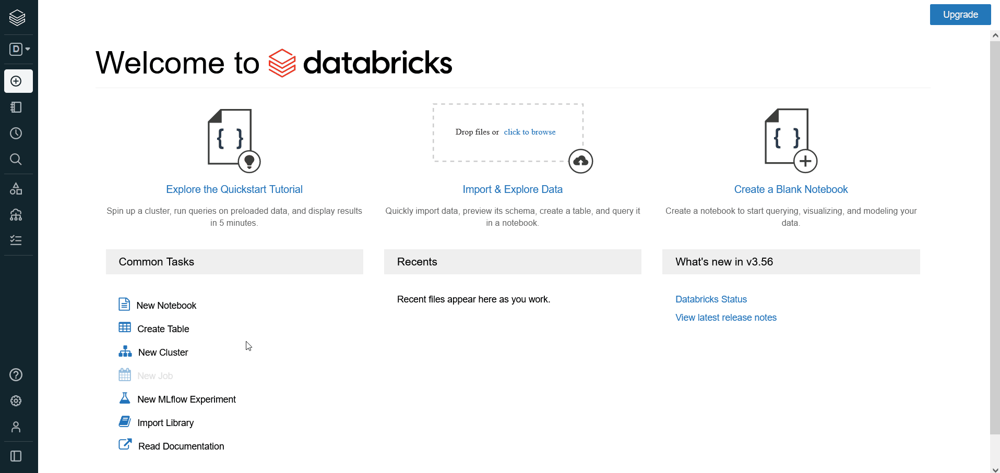 Upgrade
D
Welcome to databricks
{ }
Drop files or click to browse
{ }
Explore the Quickstart Tutorial
Import & Explore Data
Create a Blank Notebook
Spin up a cluster, run queries on preloaded data, and display results
in 5 minutes.
Quickly import data, preview its schema, create a table, and query it
in a notebook.
Create a notebook to start querying, visualizing, and modeling your
data.
Common Tasks
Recents
What's new in v3.56
New Notebook
Create Table
New Cluster
New Job
New MLflow Experiment
Import Library
Read Documentation
Recent files appear here as you work.
Databricks Status
View latest release notes